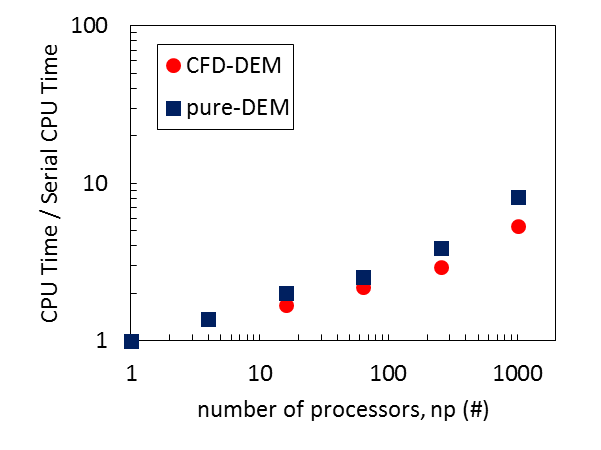 100
CFD-DEM
pure-DEM
10
1
CPU Time / Serial CPU Time
1 10 100 1000
number of processors, np (#)